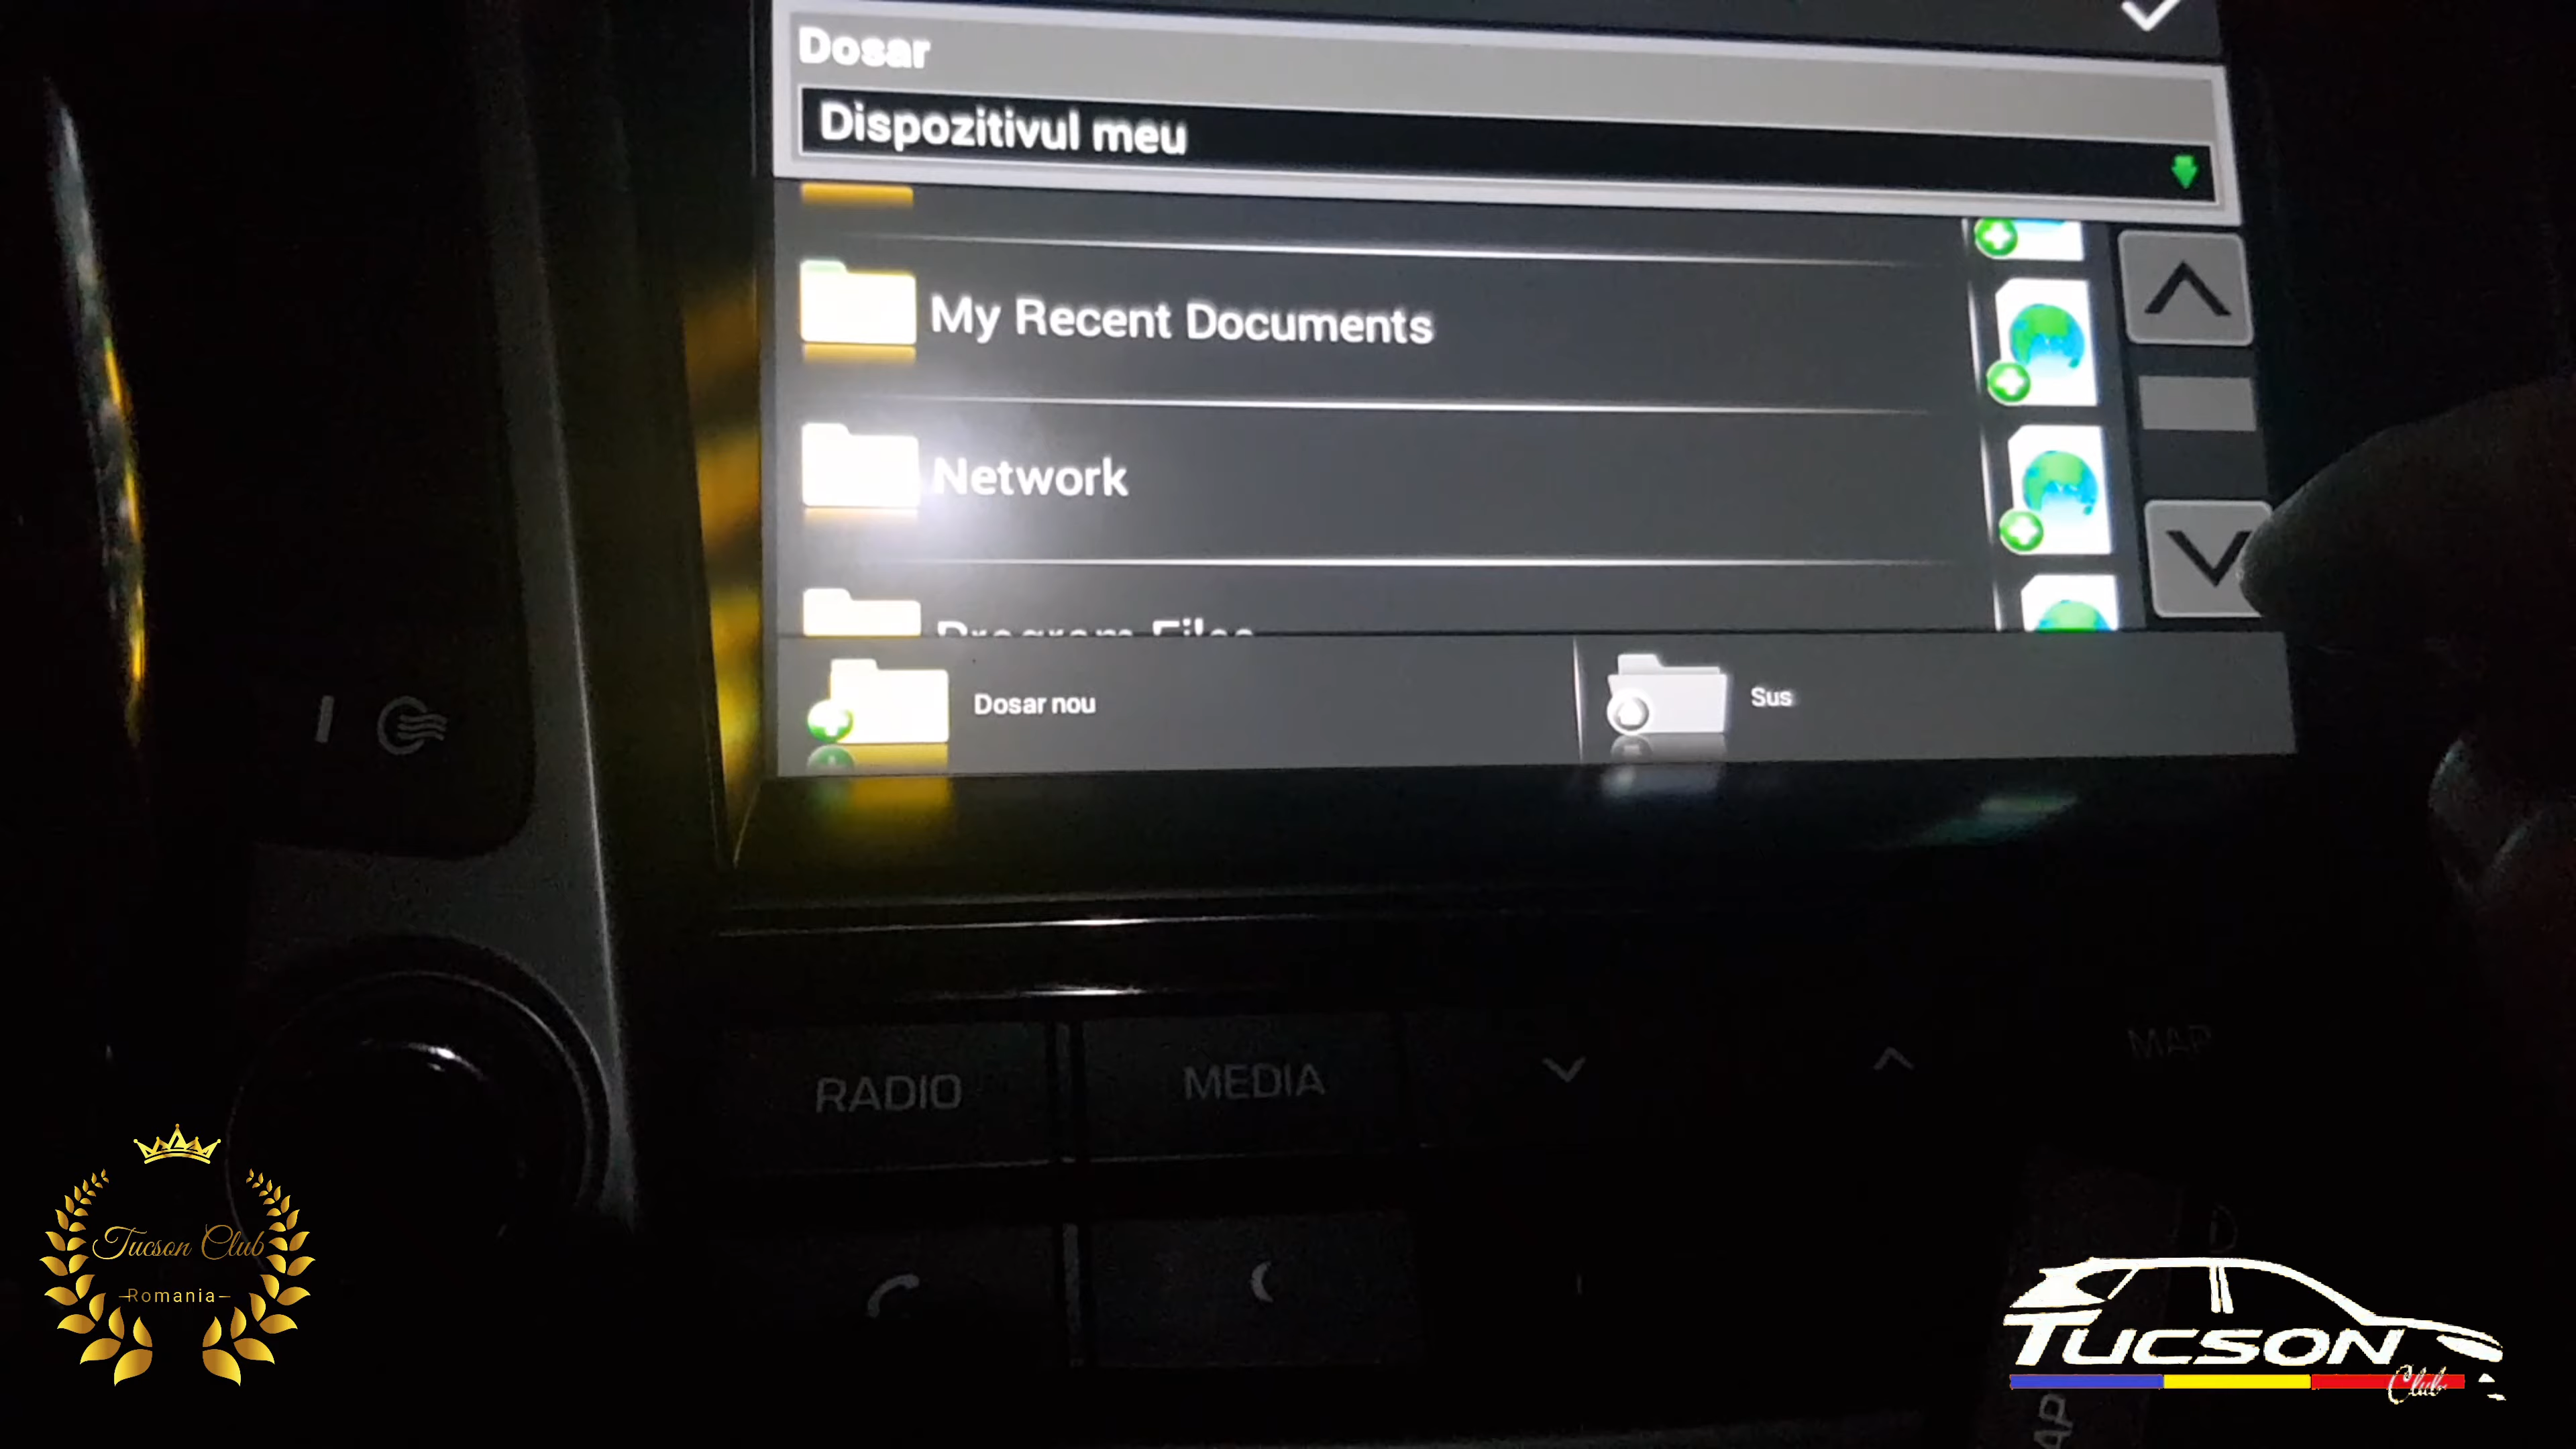 Dosar
Dispozitivul meu
My Recent Documents
Network
Program Files
Dosar nou
Sus
RADIO
MEDIA
MAP
Tucson Club
Romania
TUCSON
Club